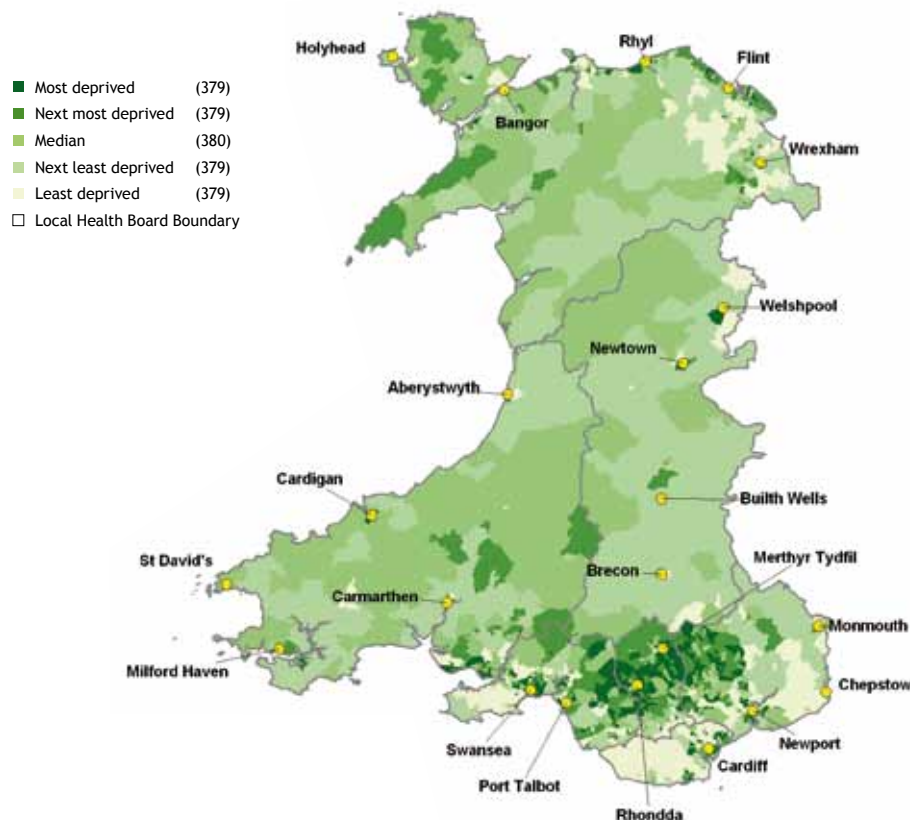 Most deprived (379)
Next most deprived (379)
Median (380)
Next least deprived (379)
Least deprived (379)
Local Health Board Boundary
Holyhead
Rhyl
Flint
Bangor
Wrexham
Welshpool
Newtown
Aberystwyth
Cardigan
Builth Wells
St David's
Merthyr Tydfil
Brecon
Carmarthen
Monmouth
Milford Haven
Chepstow
Swansea
Newport
Port Talbot
Cardiff
Rhondda